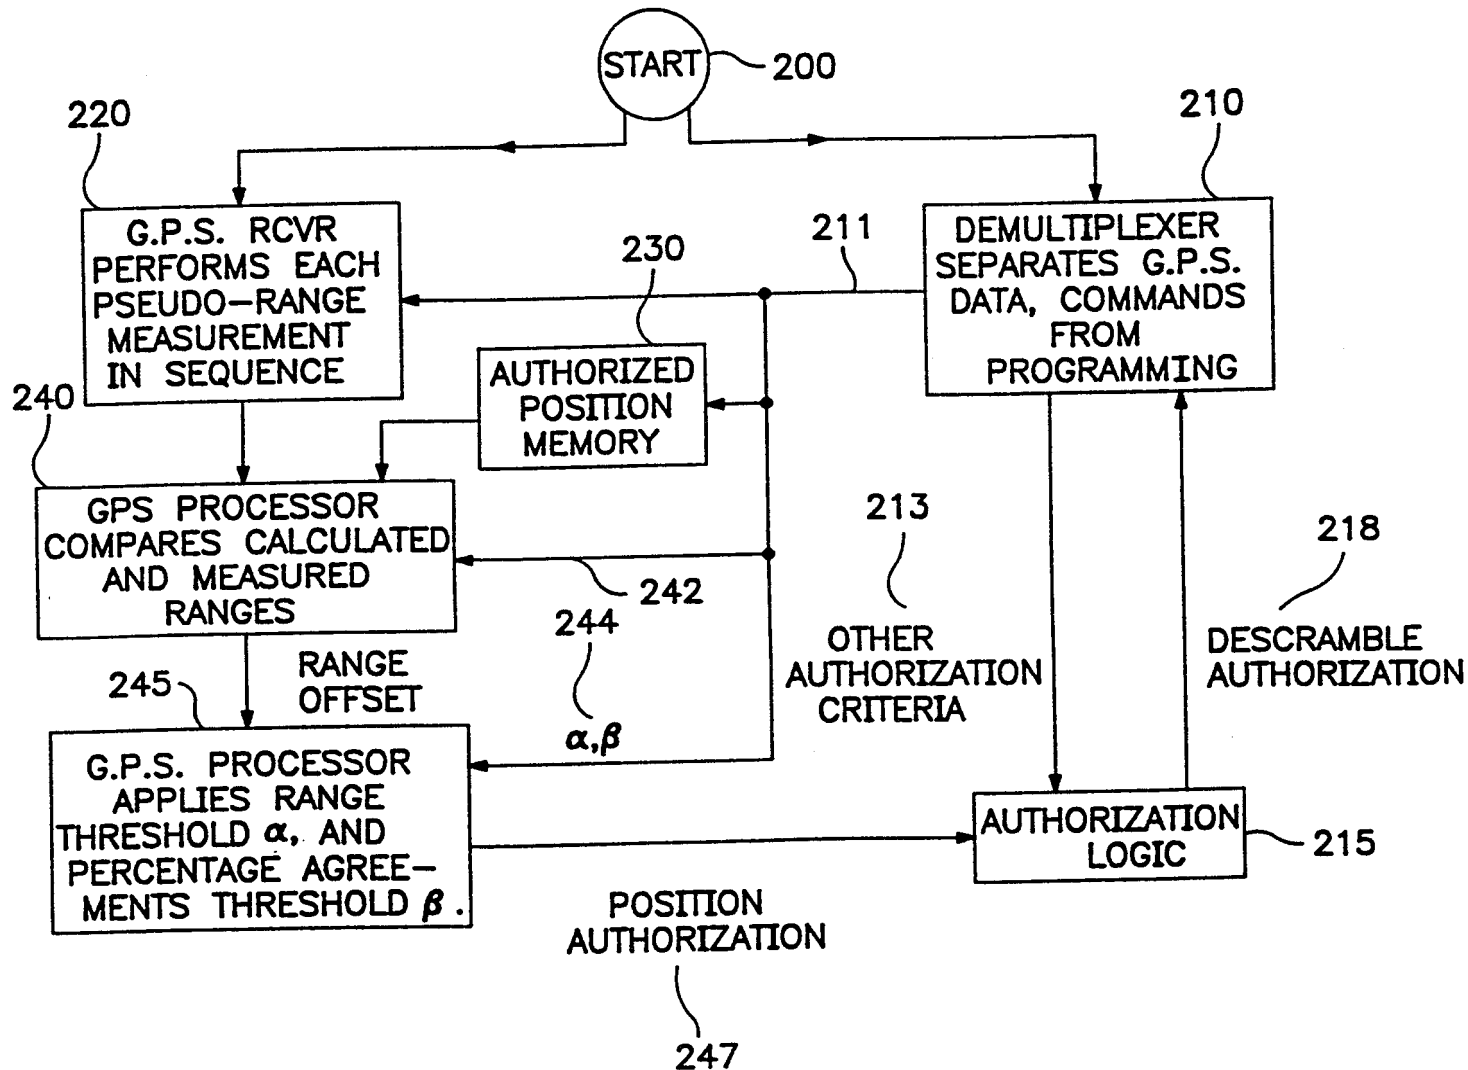 START
200
220
210
G.P.S. RCVR
PERFORMS EACH
PSEUDO-RANGE
MEASUREMENT
IN SEQUENCE
230
211
DEMULTIPLEXER
SEPARATES G.P.S.
DATA, COMMANDS
FROM
PROGRAMMING
AUTHORIZED
POSITION
MEMORY
240
GPS PROCESSOR
COMPARES CALCULATED
AND MEASURED
RANGES
242
244
213
218
RANGE
OFFSET
OTHER
AUTHORIZATION
CRITERIA
DESCRAMBLE
AUTHORIZATION
245
α,β
G.P.S. PROCESSOR
APPLIES RANGE
THRESHOLD α, AND
PERCENTAGE AGREE-
MENTS THRESHOLD β.
AUTHORIZATION
LOGIC
215
POSITION
AUTHORIZATION
247